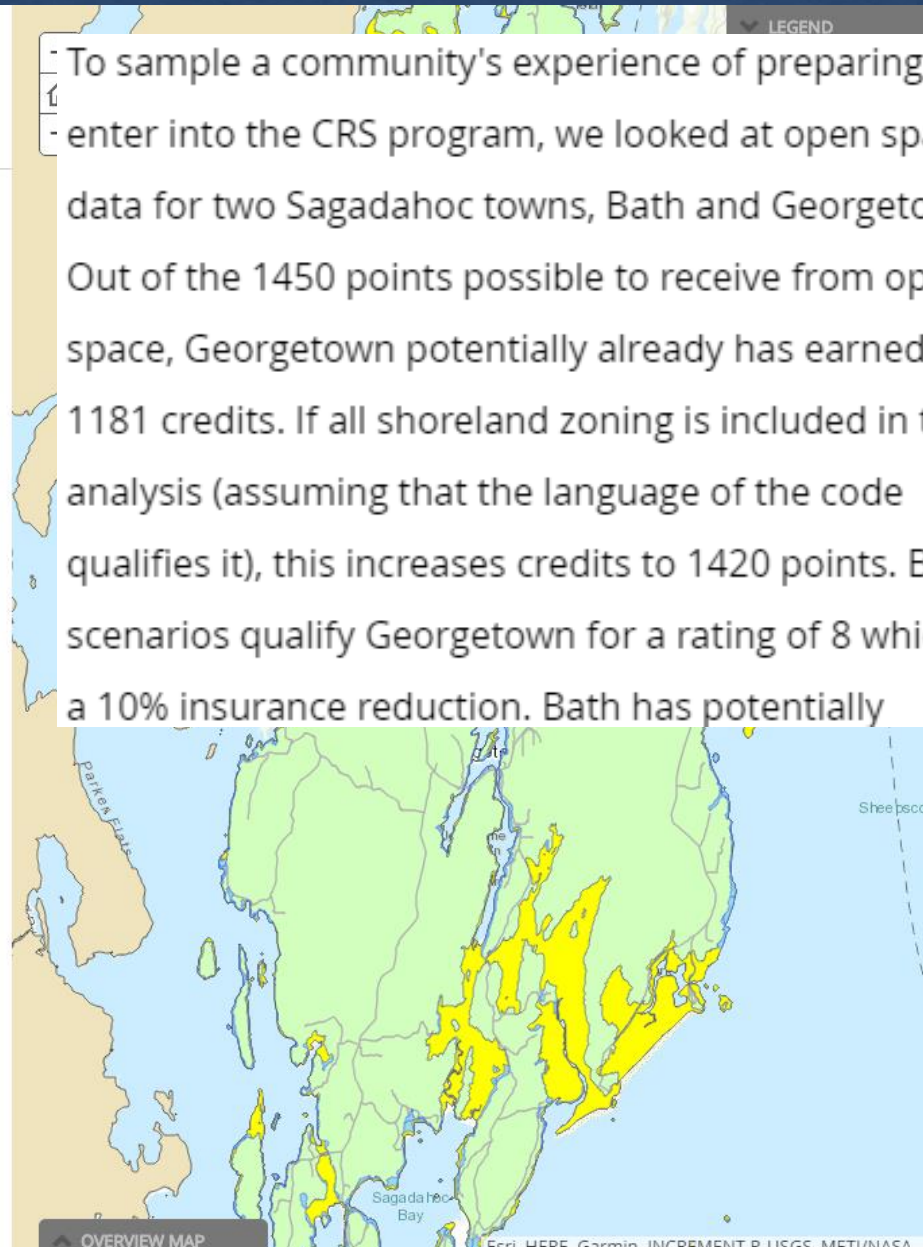 LEGEND
To sample a community's experience of preparing
enter into the CRS program, we looked at open spa
data for two Sagadahoc towns, Bath and Georgeto
Out of the 1450 points possible to receive from op
space, Georgetown potentially already has earned
1181 credits. If all shoreland zoning is included in t
analysis (assuming that the language of the code
qualifies it), this increases credits to 1420 points. B
scenarios qualify Georgetown for a rating of 8 whi
a 10% insurance reduction. Bath has potentially
Parker Flats
Sheepsco
Sagadahoc
Bay
OVERVIEW MAP
Esri, HERE, Garmin, INCREMENT P, USGS, METI/NASA